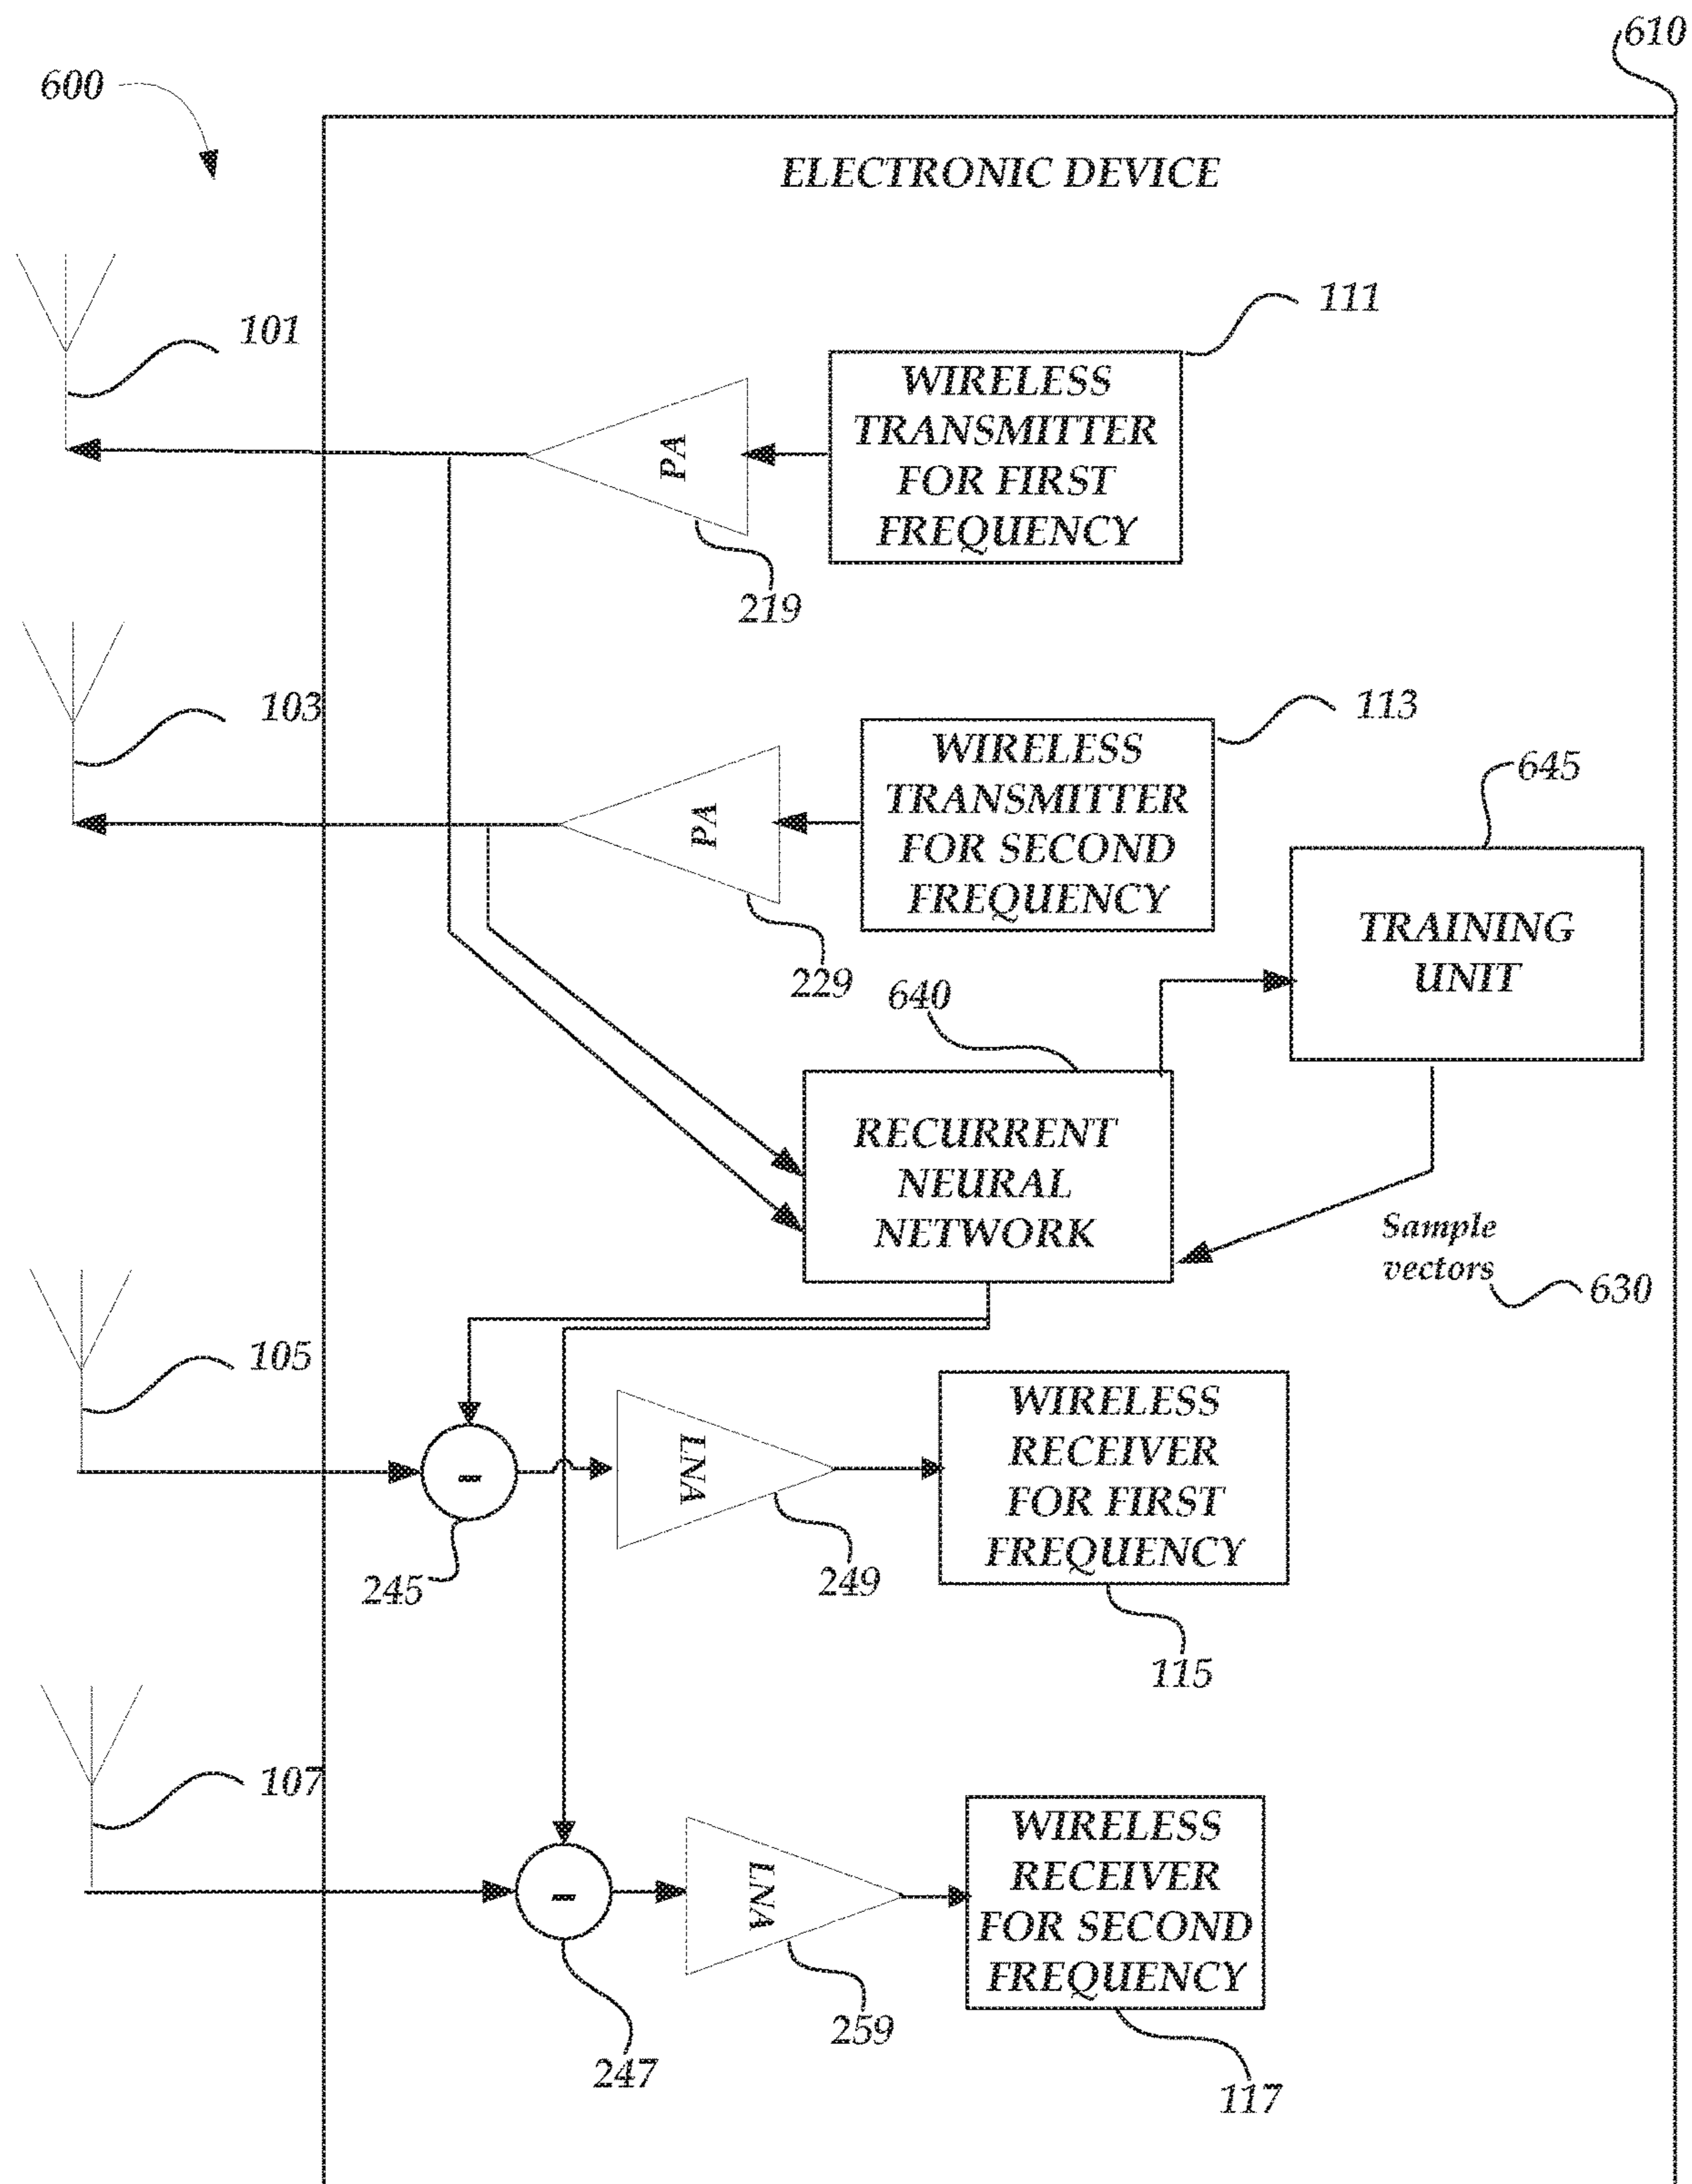 610
600
ELECTRONIC DEVICE
111
101
WIRELESS
TRANSMITTER
FOR FIRST
FREQUENCY
PA
219
103
113
WIRELESS
TRANSMITTER
FOR SECOND
FREQUENCY
PA
229
645
TRAINING
UNIT
640
RECURRENT
NEURAL
NETWORK
Sample
vectors
630
105
WIRELESS
RECEIVER
FOR FIRST
FREQUENCY
-
LNA
245
249
115
107
WIRELESS
RECEIVER
FOR SECOND
FREQUENCY
-
LNA
259
247
117